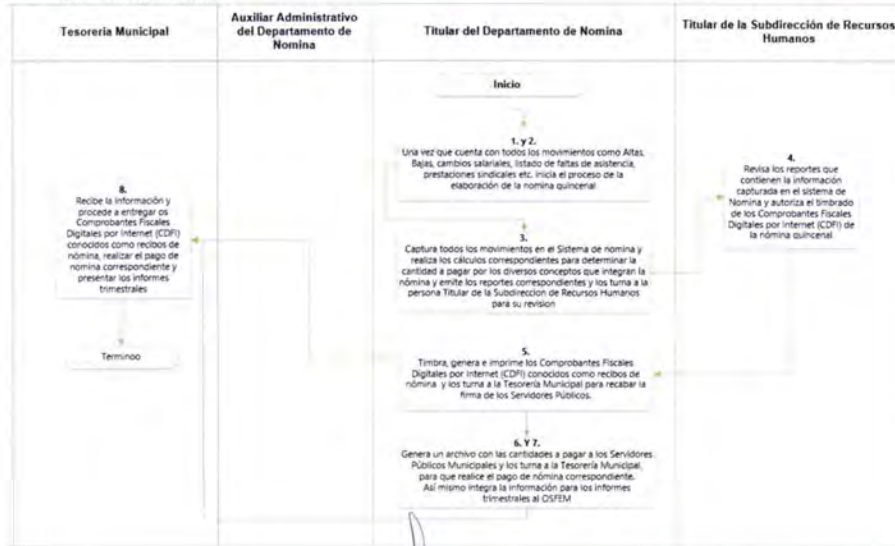 Tesoreria Municipal
Auxiliar Administrativo
del Departamento de
Nomina
Titular del Departamento de Nomina
Titular de la Subdirección de Recursos
Humanos
Inicio
1. y 2.
Una vez que cuenta con todos los movimientos como Altas,
Bajas, cambios salariales, listado de faltas de asistencia,
prestaciones sindicales etc. inicia el proceso de la
elaboración de la nomina quincenal
3.
Captura todos los movimientos en el Sistema de nomina y
realiza los cálculos correspondientes para determinar la
cantidad a pagar por los diversos conceptos que integran la
nómina y emite los reportes correspondientes y los turna a la
persona Titular de la Subdireccion de Recursos Humanos
para su revision
4.
Revisa los reportes que
contienen la información
capturada en el sistema de
Nomina y autoriza el timbrado
de los Comprobantes Fiscales
Digitales por Internet (CDFI) de
la nómina quincenal
5.
Timbra, genera e imprime los Comprobantes Fiscales
Digitales por Internet (CDFI) conocidos como recibos de
nómina y los turna a la Tesorería Municipal para recabar la
firma de los Servidores Públicos.
6. Y 7.
Genera un archivo con las cantidades a pagar a los Servidores
Públicos Municipales y los turna a la Tesorería Municipal,
para que realice el pago de nómina correspondiente.
Así mismo integra la información para los informes
trimestrales al OSFEM
8.
Recibe la información y
procede a entregar os
Comprobantes Fiscales
Digitales por Internet (CDFI)
conocidos como recibos de
nómina, realizar el pago de
nomina correspondiente y
presentar los informes
trimestrales
Terminoo